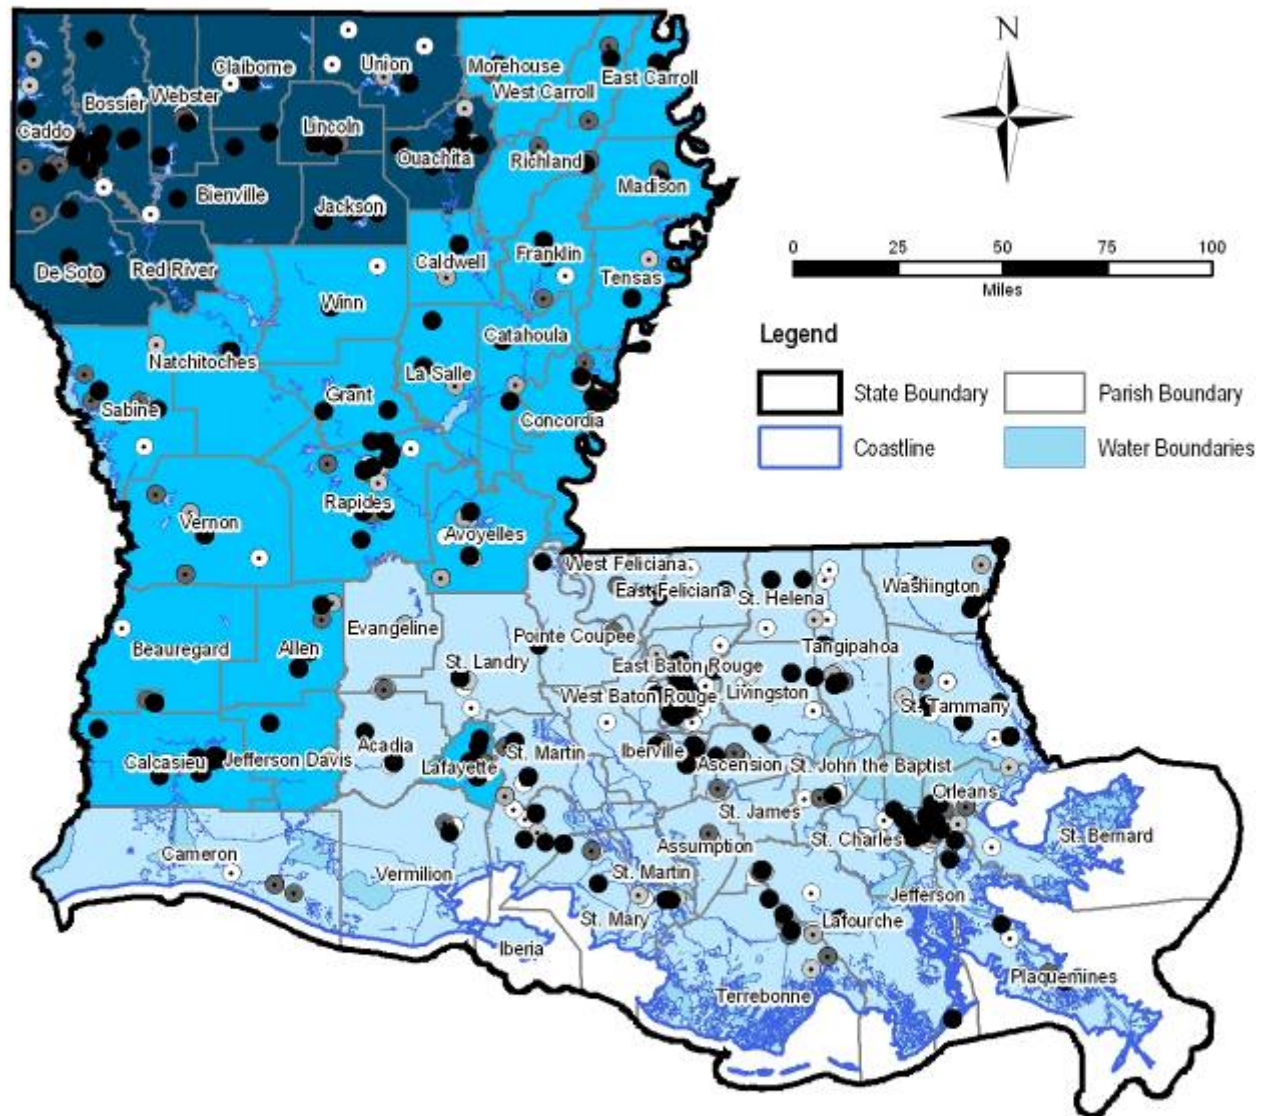 N
Claiborne
Union
Morehouse
East Carroll
West Carroll
Bossier
Webster
Caddo
Lincoln
Ouachita
Richland
Madison
Bienville
Jackson
De Soto
Red River
Caldwell
Franklin
Tensas
0 25 50 75 100
Miles
Winn
Natchitoches
Catahoula
La Salle
Grant
Sabine
Concordia
Legend
State Boundary
Parish Boundary
Coastline
Water Boundaries
Rapides
Vernon
Avoyelles
West Feliciana
East Feliciana
St. Helena
Washington
Beauregard
Allen
Evangeline
Pointe Coupee
Tangipahoa
St. Landry
East Baton Rouge
West Baton Rouge
Livingston
St. Tammany
Acadia
Calcasieu
Jefferson Davis
Lafayette
St. Martin
Iberville
Ascension
St. John the Baptist
Orleans
St. James
St. Charles
St. Bernard
Cameron
Vermilion
Assumption
St. Martin
Jefferson
St. Mary
Lafourche
Iberia
Plaquemines
Terrebonne